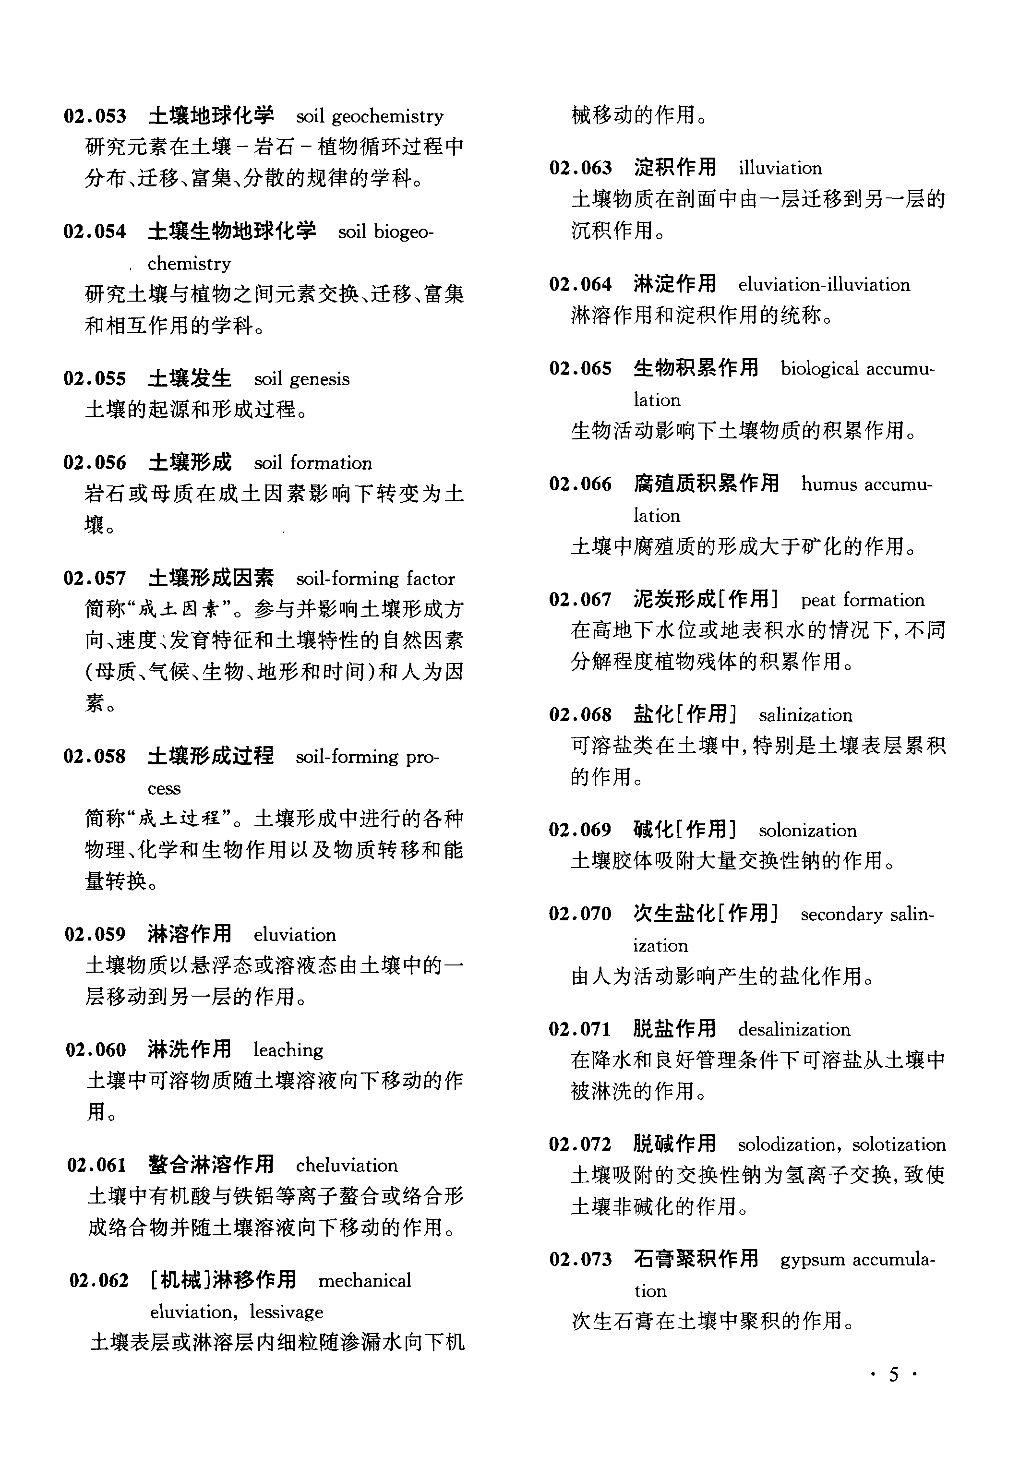 02.053 土壤地球化学 soil geochemistry
研究元素在土壤－岩石－植物循环过程中
分布、迁移、富集、分散的规律的学科。
02.054 土壤生物地球化学 soil biogeo-
chemistry
研究土壤与植物之间元素交换、迁移、富集
和相互作用的学科。
02.055 土壤发生 soil genesis
土壤的起源和形成过程。
02.056 土壤形成 soil formation
岩石或母质在成土因素影响下转变为土
壤。
02.057 土壤形成因素 soil-forming factor
简称“成土因素”。参与并影响土壤形成方
向、速度、发育特征和土壤特性的自然因素
(母质、气候、生物、地形和时间)和人为因
素。
02.058 土壤形成过程 soil-forming pro-
cess
简称“成土过程”。土壤形成中进行的各种
物理、化学和生物作用以及物质转移和能
量转换。
02.059 淋溶作用 eluviation
土壤物质以悬浮态或溶液态由土壤中的一
层移动到另一层的作用。
02.060 淋洗作用 leaching
土壤中可溶物质随土壤溶液向下移动的作
用。
02.061 螯合淋溶作用 cheluviation
土壤中有机酸与铁铝等离子螯合或络合形
成络合物并随土壤溶液向下移动的作用。
02.062 [机械]淋移作用 mechanical
eluviation, lessivage
土壤表层或淋溶层内细粒随渗漏水向下机
械移动的作用。
02.063 淀积作用 illuviation
土壤物质在剖面中由一层迁移到另一层的
沉积作用。
02.064 淋淀作用 eluviation-illuviation
淋溶作用和淀积作用的统称。
02.065 生物积累作用 biological accumu-
lation
生物活动影响下土壤物质的积累作用。
02.066 腐殖质积累作用 humus accumu-
lation
土壤中腐殖质的形成大于矿化的作用。
02.067 泥炭形成[作用] peat formation
在高地下水位或地表积水的情况下,不同
分解程度植物残体的积累作用。
02.068 盐化[作用] salinization
可溶盐类在土壤中,特别是土壤表层累积
的作用。
02.069 碱化[作用] solonization
土壤胶体吸附大量交换性钠的作用。
02.070 次生盐化[作用] secondary salin-
ization
由人为活动影响产生的盐化作用。
02.071 脱盐作用 desalinization
在降水和良好管理条件下可溶盐从土壤中
被淋洗的作用。
02.072 脱碱作用 solodization, solotization
土壤吸附的交换性钠为氢离子交换,致使
土壤非碱化的作用。
02.073 石膏聚积作用 gypsum accumula-
tion
次生石膏在土壤中聚积的作用。
· 5 ·